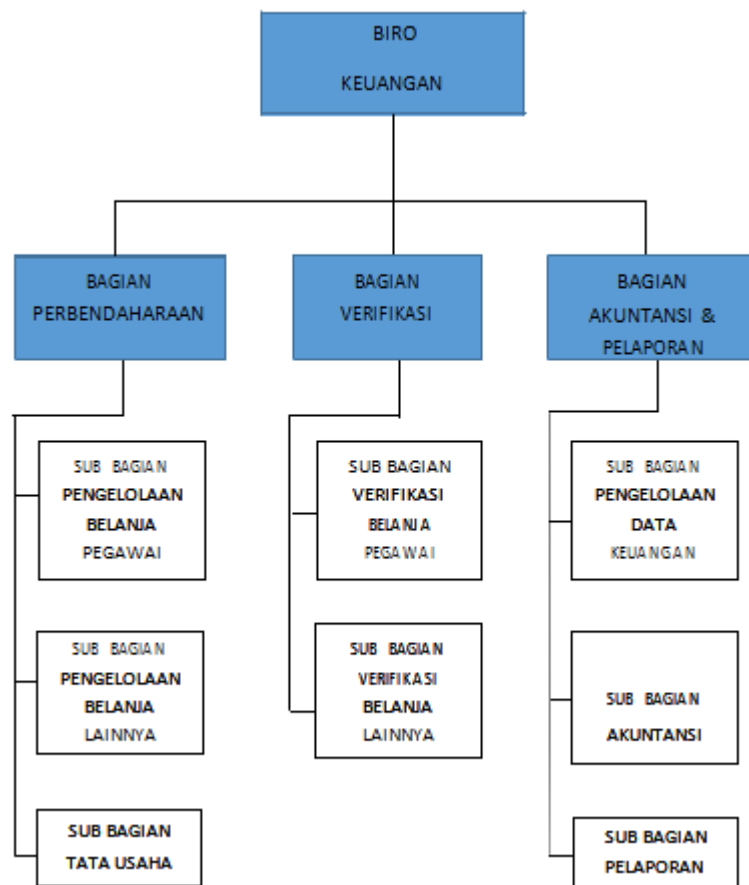 BIRO
KEUANGAN
BAGIAN
PERBENDAHARAAN
BAGIAN
VERIFIKASI
BAGIAN
AKUNTANSI &
PELAPORAN
SUB BAGIAN
PENGELOLAAN
BELANJA
PEGAWAI
SUB BAGIAN
VERIFIKASI
BELANJA
PEGAWAI
SUB BAGIAN
PENGELOLAAN
DATA
KEUANGAN
SUB BAGIAN
PENGELOLAAN
BELANJA
LAINNYA
SUB BAGIAN
VERIFIKASI
BELANJA
LAINNYA
SUB BAGIAN
AKUNTANSI
SUB BAGIAN
TATA USAHA
SUB BAGIAN
PELAPORAN